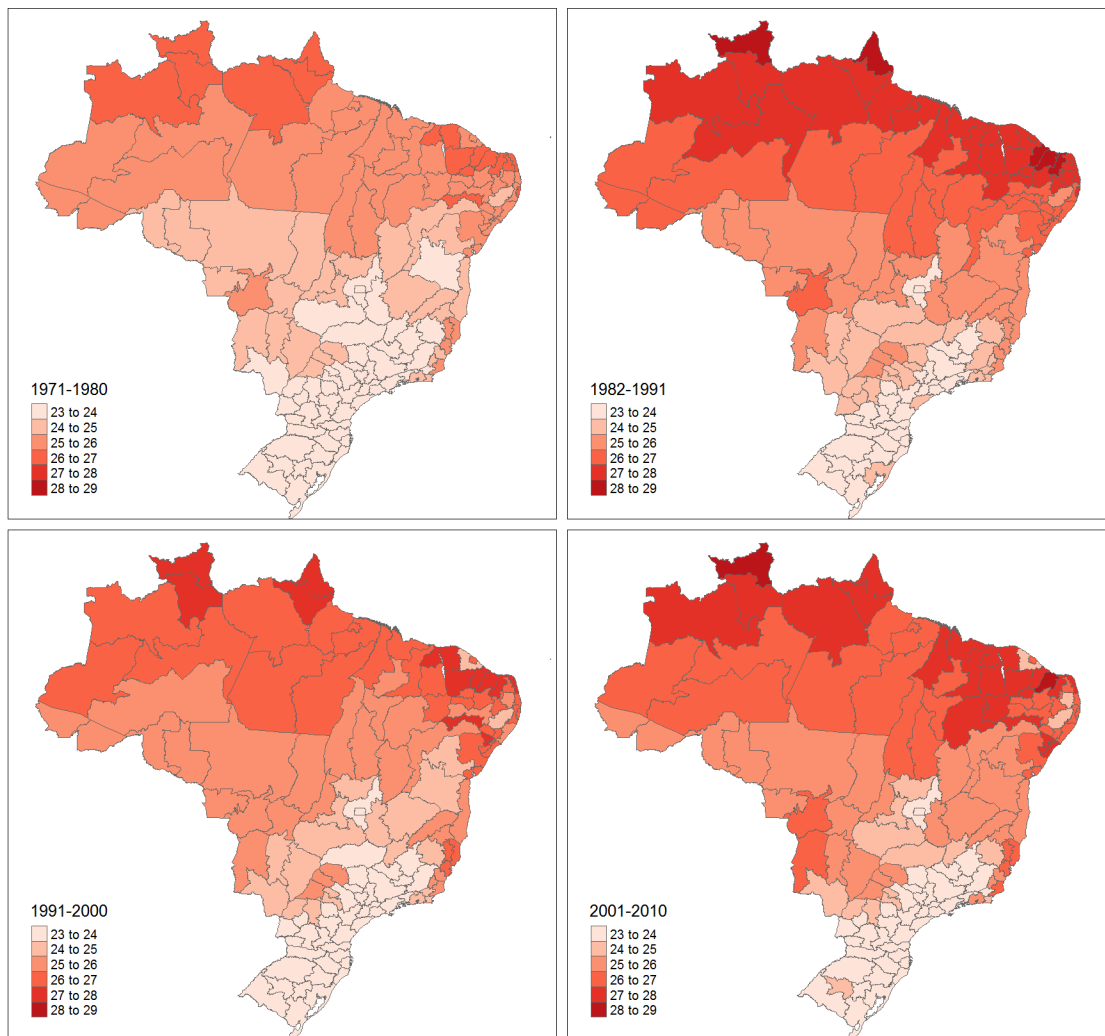 1971-1980
23 to 24
24 to 25
25 to 26
26 to 27
27 to 28
28 to 29
1982-1991
23 to 24
24 to 25
25 to 26
26 to 27
27 to 28
28 to 29
1991-2000
23 to 24
24 to 25
25 to 26
26 to 27
27 to 28
28 to 29
2001-2010
23 to 24
24 to 25
25 to 26
26 to 27
27 to 28
28 to 29